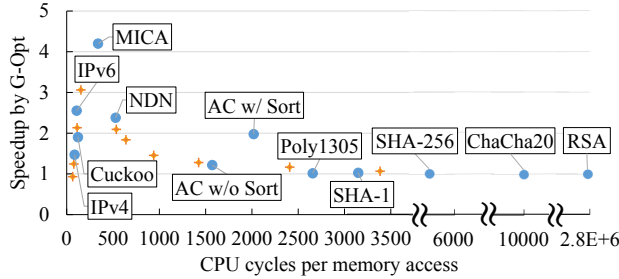 Speedup by G-Opt
5
4
3
2
1
0
MICA
IPv6
NDN
AC w/ Sort
Poly1305
SHA-256
ChaCha20
RSA
Cuckoo
AC w/o Sort
SHA-1
IPv4
0 500 1000 1500 2000 2500 3000 3500 6000 10000 2.8E+6
CPU cycles per memory access